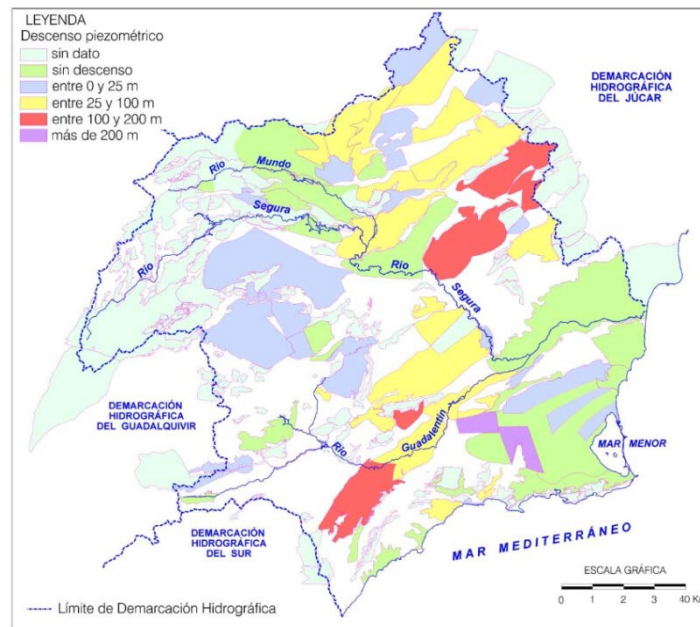 LEYENDA
Descenso piezométrico
sin dato
sin descenso
entre 0 y 25 m
entre 25 y 100 m
entre 100 y 200 m
más de 200 m
DEMARCACIÓN
HIDROGRÁFICA
DEL JÚCAR
Río
Mundo
Segura
Río
Río
Segura
DEMARCACIÓN
HIDROGRÁFICA
DEL GUADALQUIVIR
Río
Guadalentín
MAR MENOR
DEMARCACIÓN
HIDROGRÁFICA
DEL SUR
MAR MEDITERRÁNEO
ESCALA GRÁFICA
0 1 2 3 40 Km
Límite de Demarcación Hidrográfica